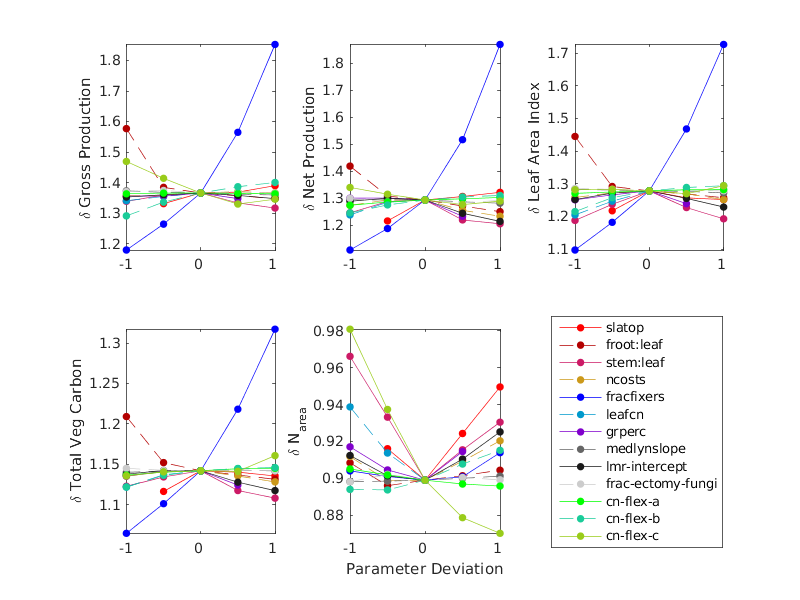 δ Gross Production
1.8
1.7
1.6
1.5
1.4
1.3
1.2
-1 0 1
δ Net Production
1.8
1.7
1.6
1.5
1.4
1.3
1.2
-1 0 1
δ Leaf Area Index
1.7
1.6
1.5
1.4
1.3
1.2
1.1
-1 0 1
δ Total Veg Carbon
1.3
1.25
1.2
1.15
1.1
-1 0 1
δ N area
0.98
0.96
0.94
0.92
0.9
0.88
-1 0 1
Parameter Deviation
slatop
froot:leaf
stem:leaf
ncosts
fracfixers
leafcn
grperc
medlynslope
lmr-intercept
frac-ectomy-fungi
cn-flex-a
cn-flex-b
cn-flex-c